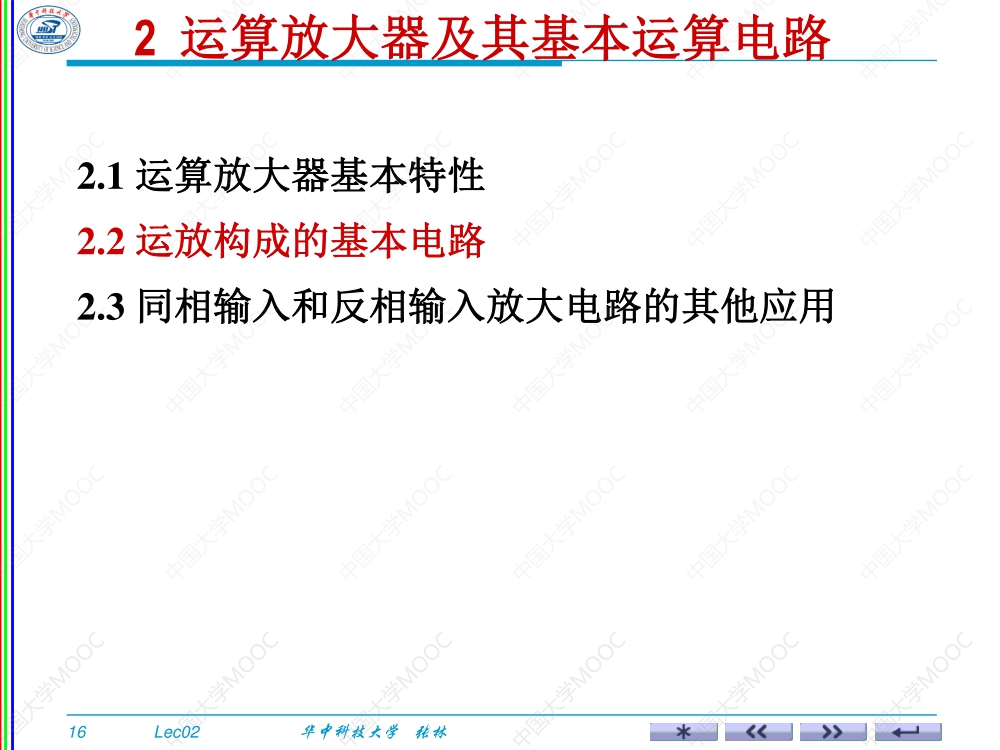 2 运算放大器及其基本运算电路
2.1 运算放大器基本特性
2.2 运放构成的基本电路
2.3 同相输入和反相输入放大电路的其他应用
16 Lec02 华中科技大学 张林
中国大学MOOC